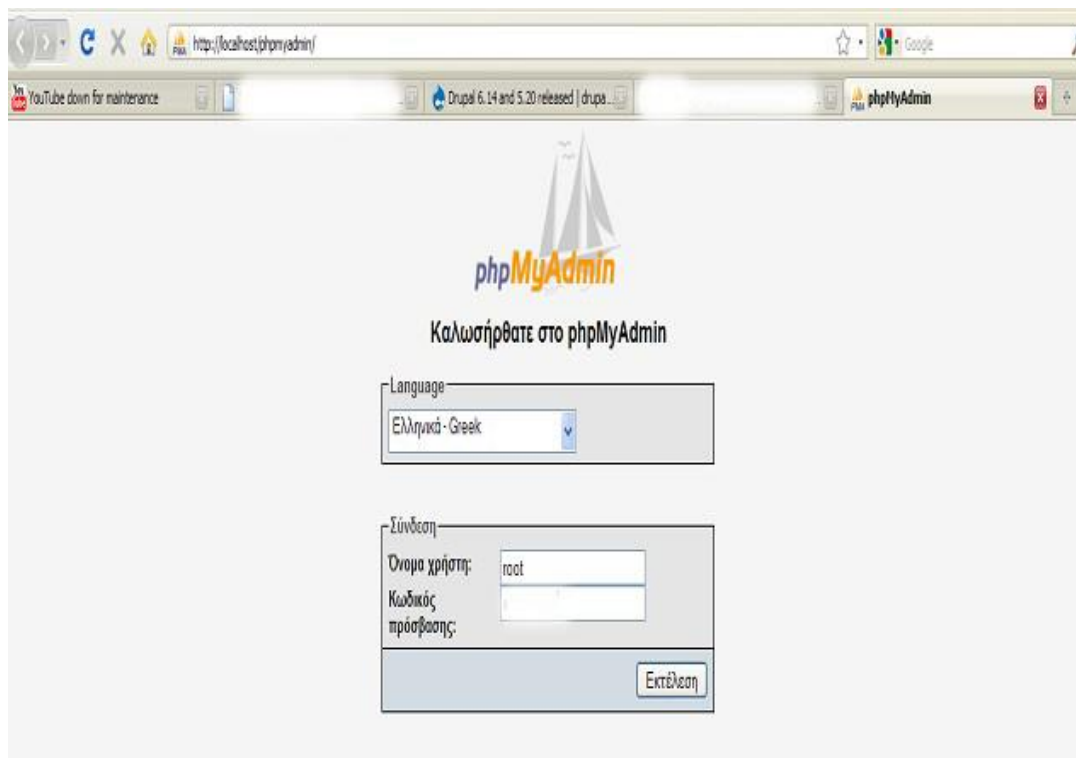 http://localhost/phpmyadmin/
Google
YouTube down for maintenance
Drupal 6.14 and 5.20 released | drupa...
phpMyAdmin
phpMyAdmin
Καλωσήρθατε στο phpMyAdmin
Language
Ελληνικά - Greek
Σύνδεση
Όνομα χρήστη:
root
Κωδικός
πρόσβασης:
Εκτέλεση